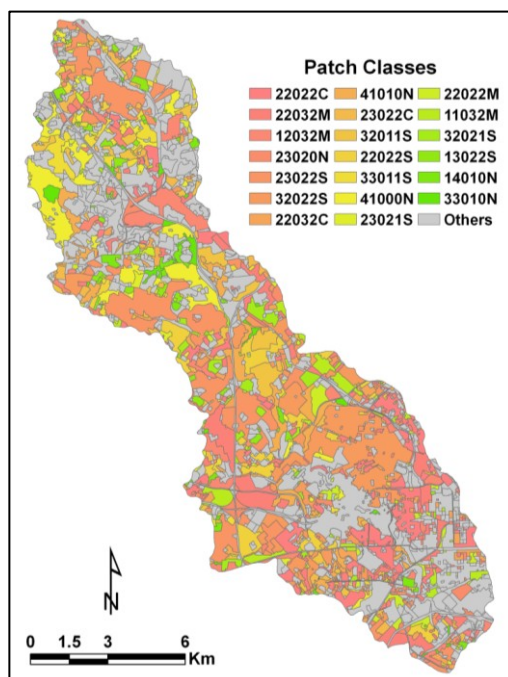 Patch Classes
22022C 41010N 22022M
22032M 23022C 11032M
12032M 32011S 32021S
23020N 22022S 13022S
23022S 33011S 14010N
32022S 41000N 33010N
22032C 23021S Others
N
0 1.5 3 6
Km